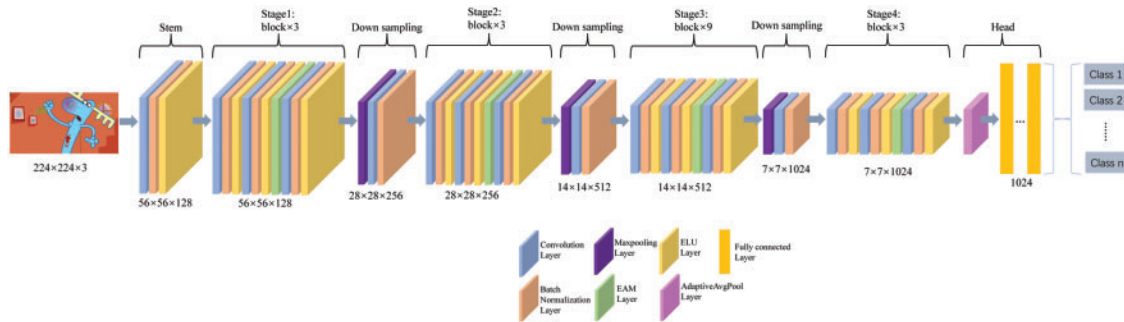 Stem
Stage1:
block×3
Down sampling
Stage2:
block×3
Down sampling
Stage3:
block×9
Down sampling
Stage4:
block×3
Head
224×224×3
56×56×128
56×56×128
28×28×256
28×28×256
14×14×512
14×14×512
7×7×1024
7×7×1024
...
1024
Class 1
Class 2
Class n
Convolution
Layer
Maxpooling
Layer
ELU
Layer
Fully connected
Layer
Batch
Normalization
Layer
EAM
Layer
AdaptiveAvgPool
Layer